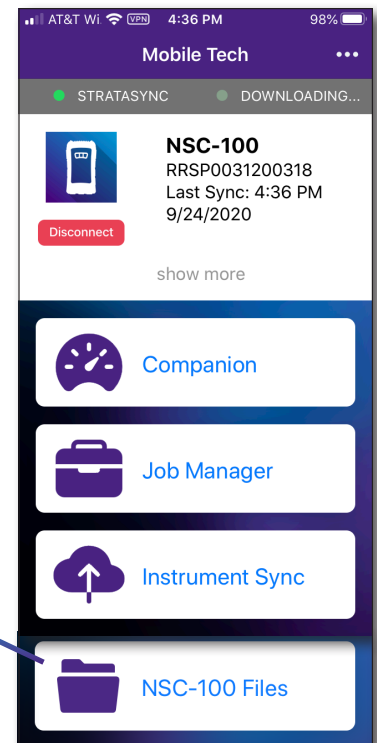 AT&T Wi. VPN 4:36 PM 98%
Mobile Tech
STRATASYNC DOWNLOADING...
NSC-100
RRSP0031200318
Last Sync: 4:36 PM
9/24/2020
Disconnect
show more
Companion
Job Manager
Instrument Sync
NSC-100 Files